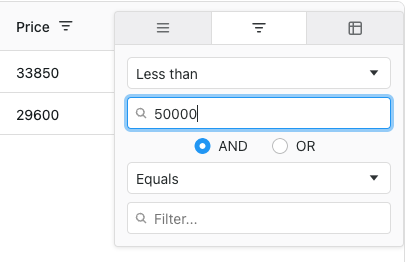 Price
33850
29600
Less than
50000
AND OR
Equals
Filter...